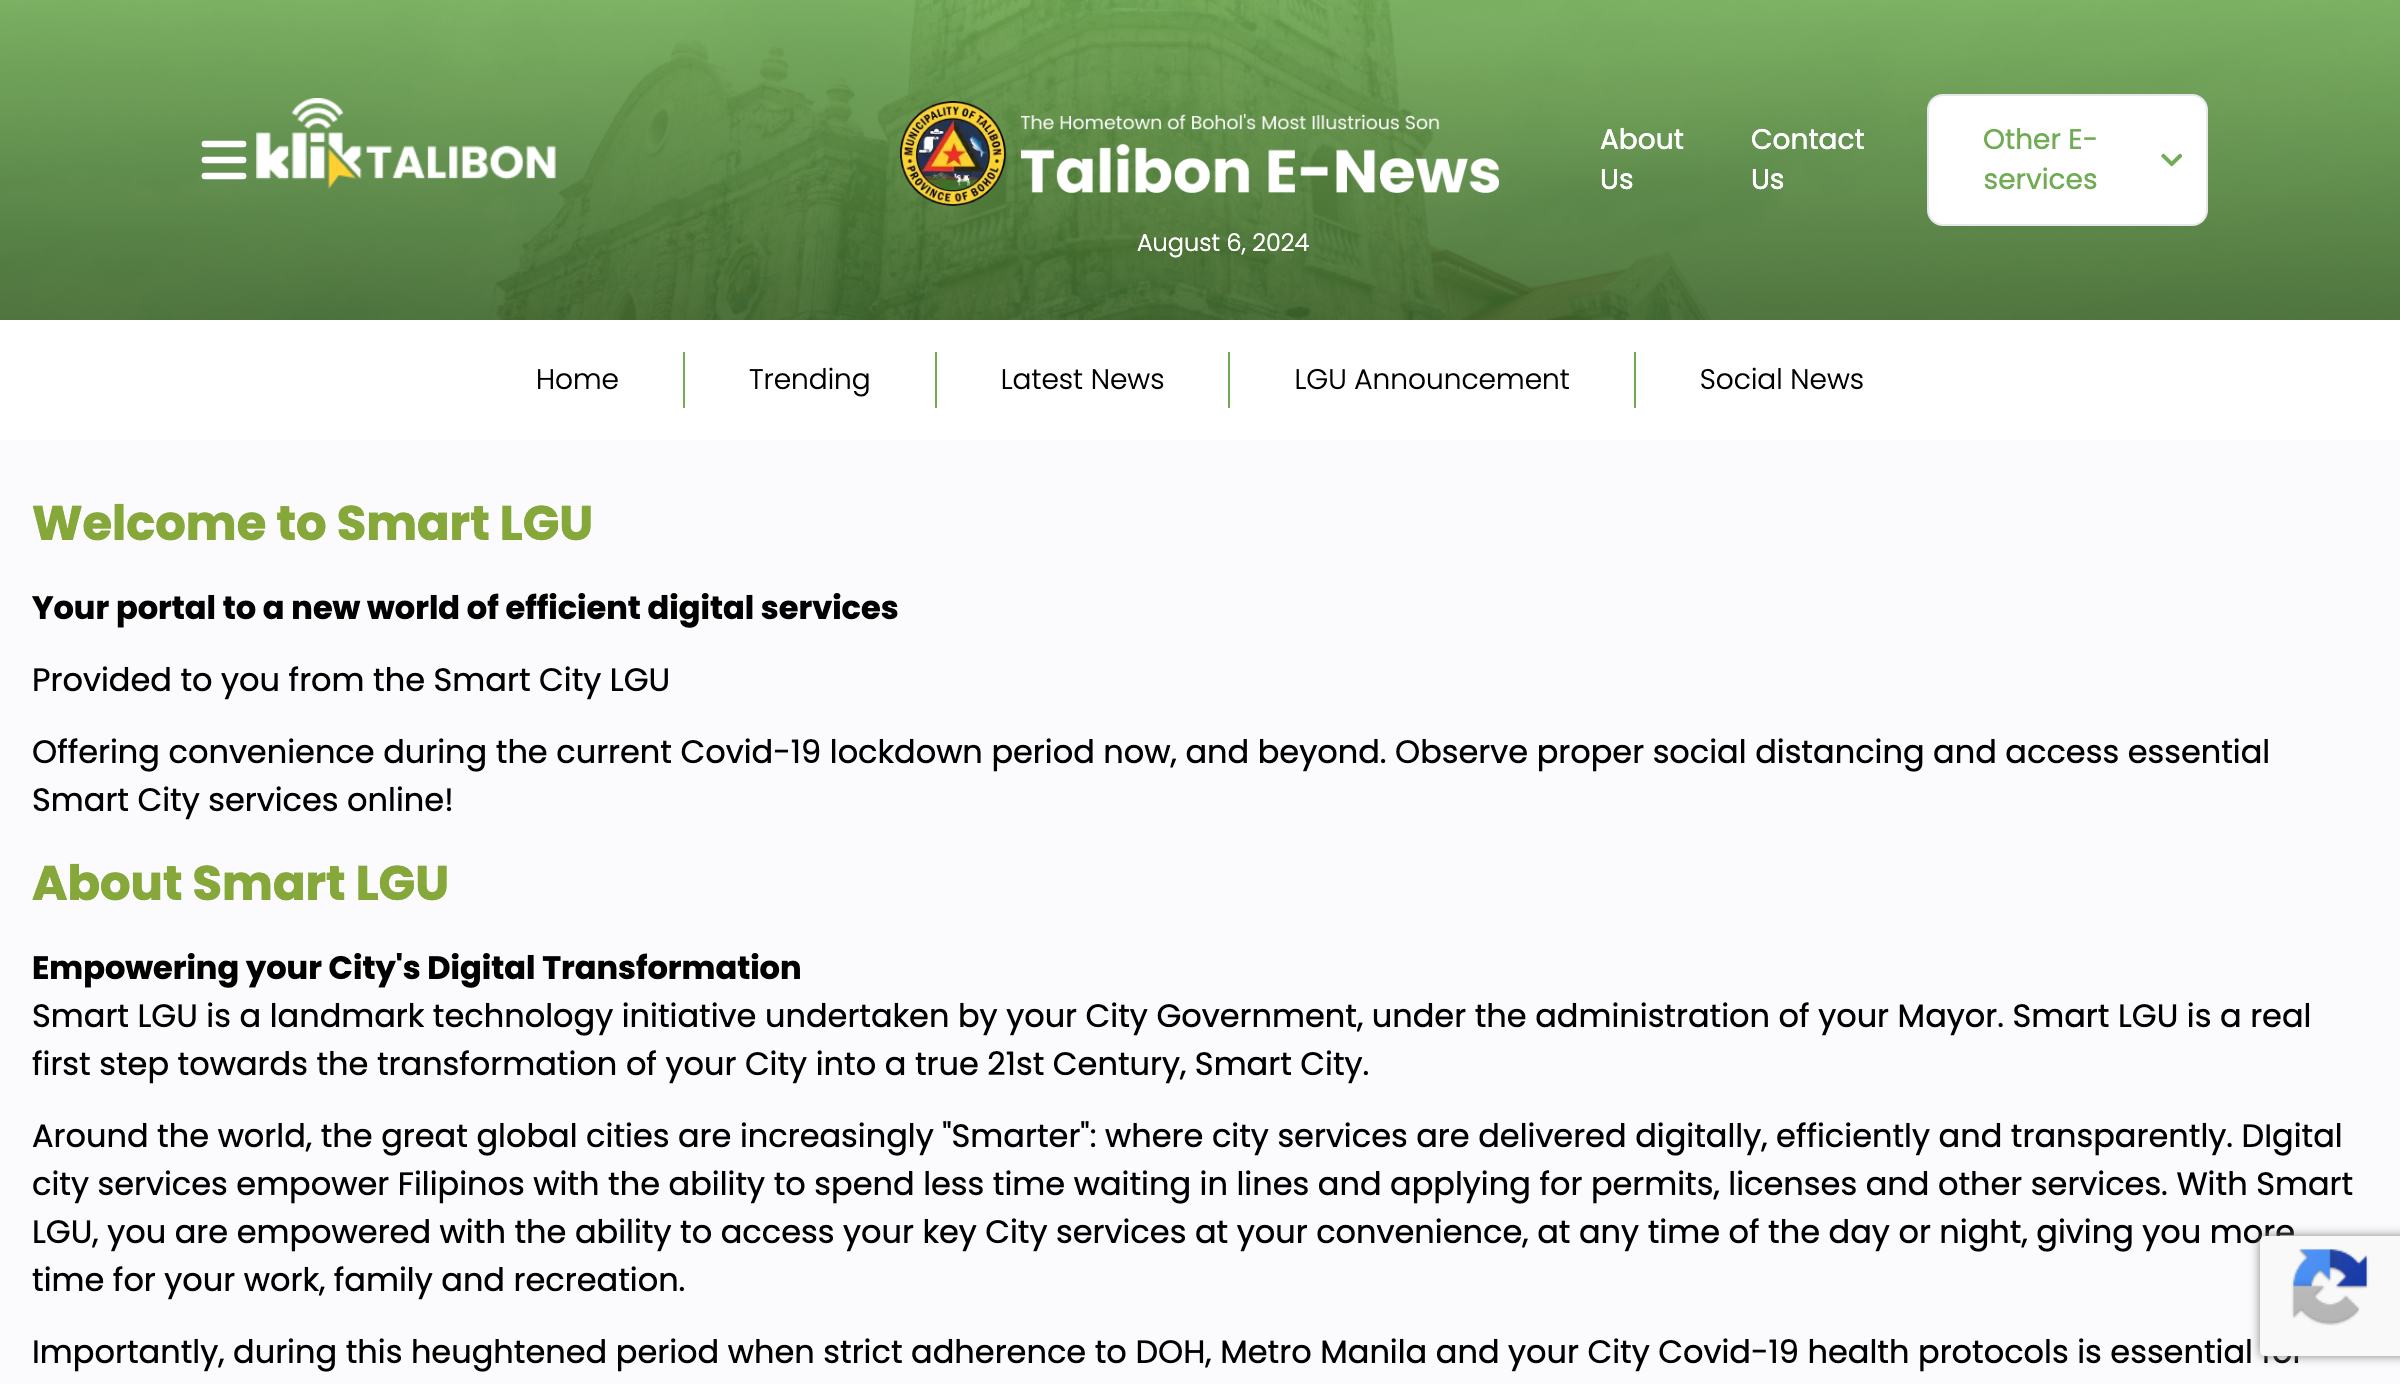 klik TALIBON
MUNICIPALITY OF TALIBON
PROVINCE OF BOHOL
The Hometown of Bohol's Most Illustrious Son
Talibon E-News
August 6, 2024
About
Us
Contact
Us
Other E-
services
Home
Trending
Latest News
LGU Announcement
Social News
Welcome to Smart LGU
Your portal to a new world of efficient digital services
Provided to you from the Smart City LGU
Offering convenience during the current Covid-19 lockdown period now, and beyond. Observe proper social distancing and access essential
Smart City services online!
About Smart LGU
Empowering your City's Digital Transformation
Smart LGU is a landmark technology initiative undertaken by your City Government, under the administration of your Mayor. Smart LGU is a real
first step towards the transformation of your City into a true 21st Century, Smart City.
Around the world, the great global cities are increasingly "Smarter": where city services are delivered digitally, efficiently and transparently. DIgital
city services empower Filipinos with the ability to spend less time waiting in lines and applying for permits, licenses and other services. With Smart
LGU, you are empowered with the ability to access your key City services at your convenience, at any time of the day or night, giving you more
time for your work, family and recreation.
Importantly, during this heughtened period when strict adherence to DOH, Metro Manila and your City Covid-19 health protocols is essential for